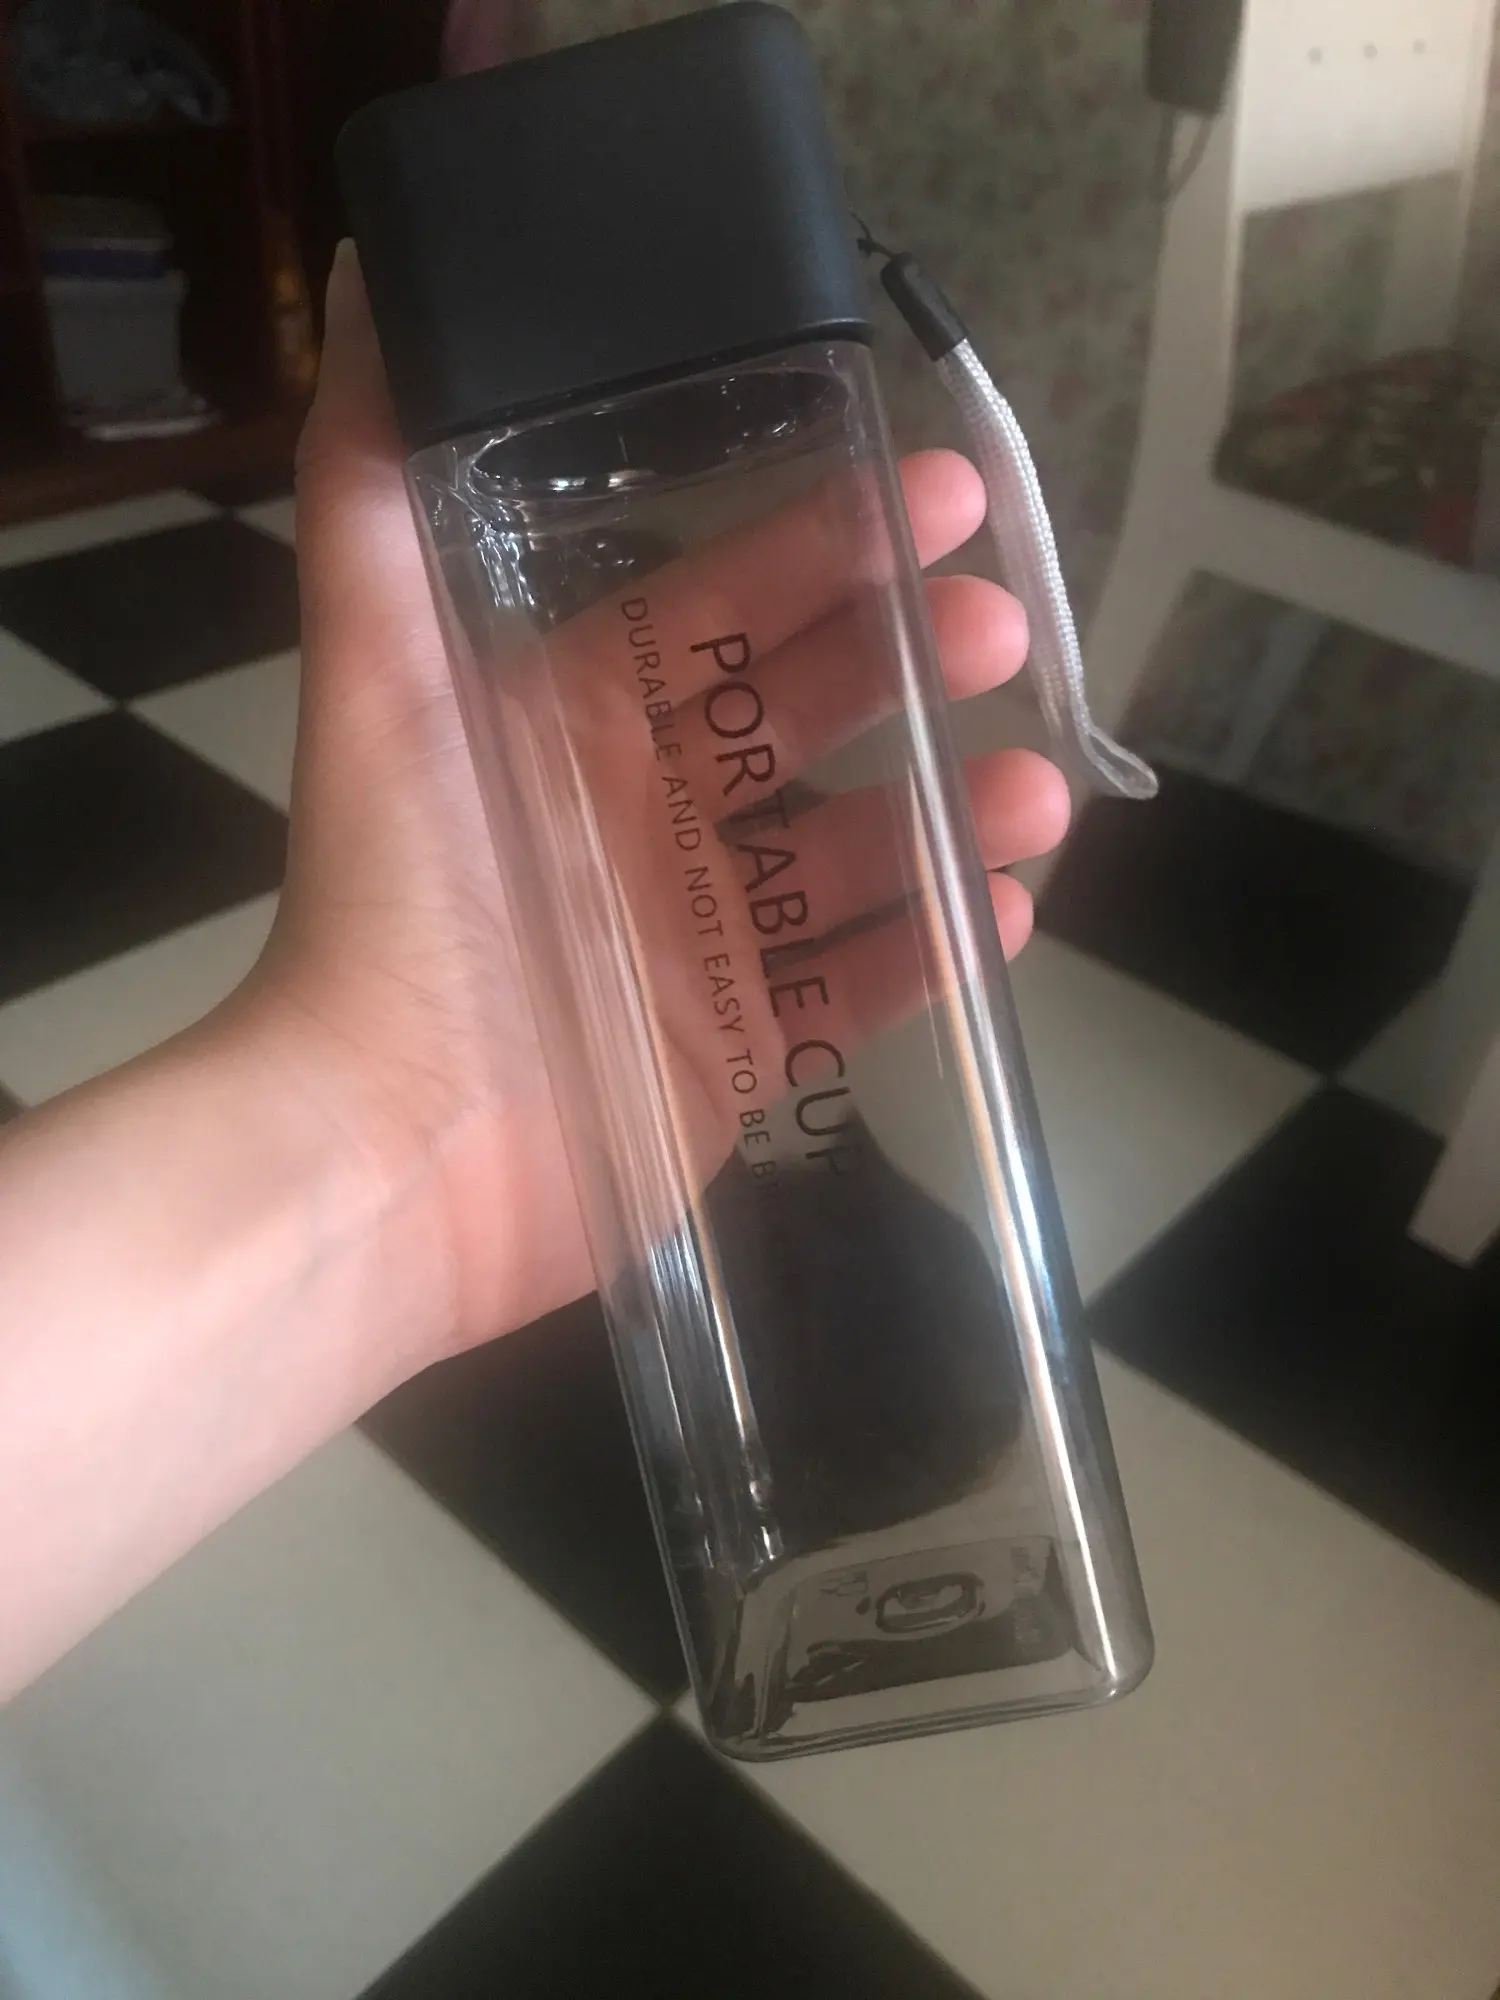 PORTABLE CUP
DURABLE AND NOT EASY TO BE